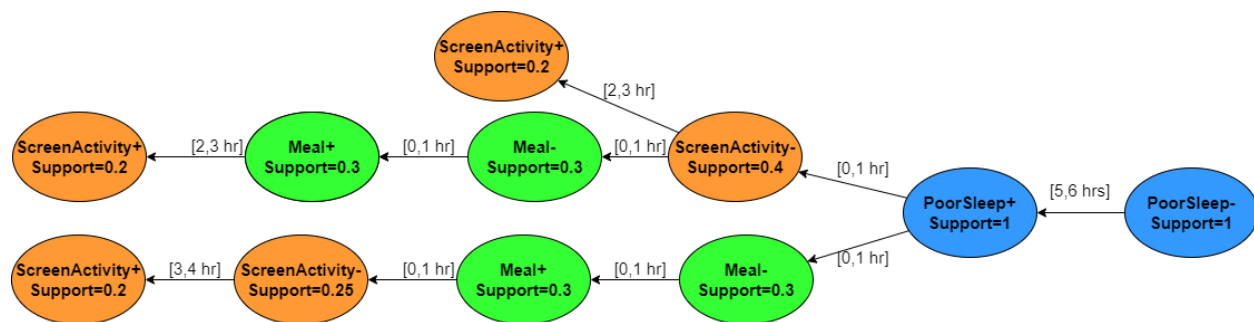 ScreenActivity+
Support=0.2
[2,3 hr]
ScreenActivity+
Support=0.2
[2,3 hr]
Meal+
Support=0.3
[0,1 hr]
Meal-
Support=0.3
[0,1 hr]
ScreenActivity-
Support=0.4
[0,1 hr]
PoorSleep+
Support=1
[5,6 hrs]
PoorSleep-
Support=1
ScreenActivity+
Support=0.2
[3,4 hr]
ScreenActivity-
Support=0.25
[0,1 hr]
Meal+
Support=0.3
[0,1 hr]
Meal-
Support=0.3
[0,1 hr]